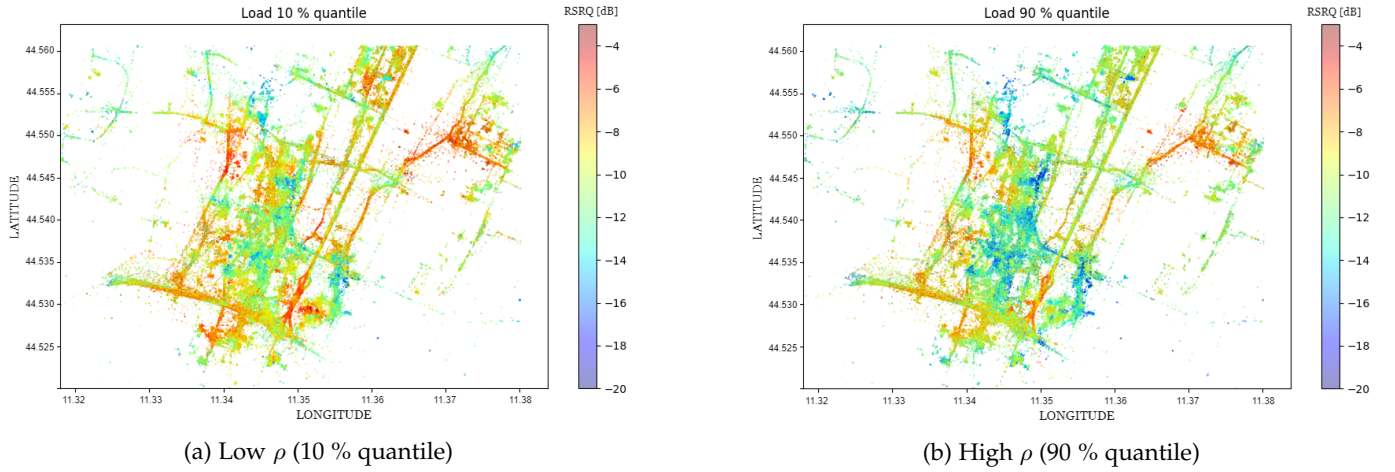 Load 10 % quantile
RSRQ [dB]
LATITUDE
44.560
44.555
44.550
44.545
44.540
44.535
44.530
44.525
11.32 11.33 11.34 11.35 11.36 11.37 11.38
LONGITUDE
−4
−6
−8
−10
−12
−14
−16
−18
−20
(a) Low ρ (10 % quantile)
Load 90 % quantile
RSRQ [dB]
LATITUDE
44.560
44.555
44.550
44.545
44.540
44.535
44.530
44.525
11.32 11.33 11.34 11.35 11.36 11.37 11.38
LONGITUDE
−4
−6
−8
−10
−12
−14
−16
−18
−20
(b) High ρ (90 % quantile)